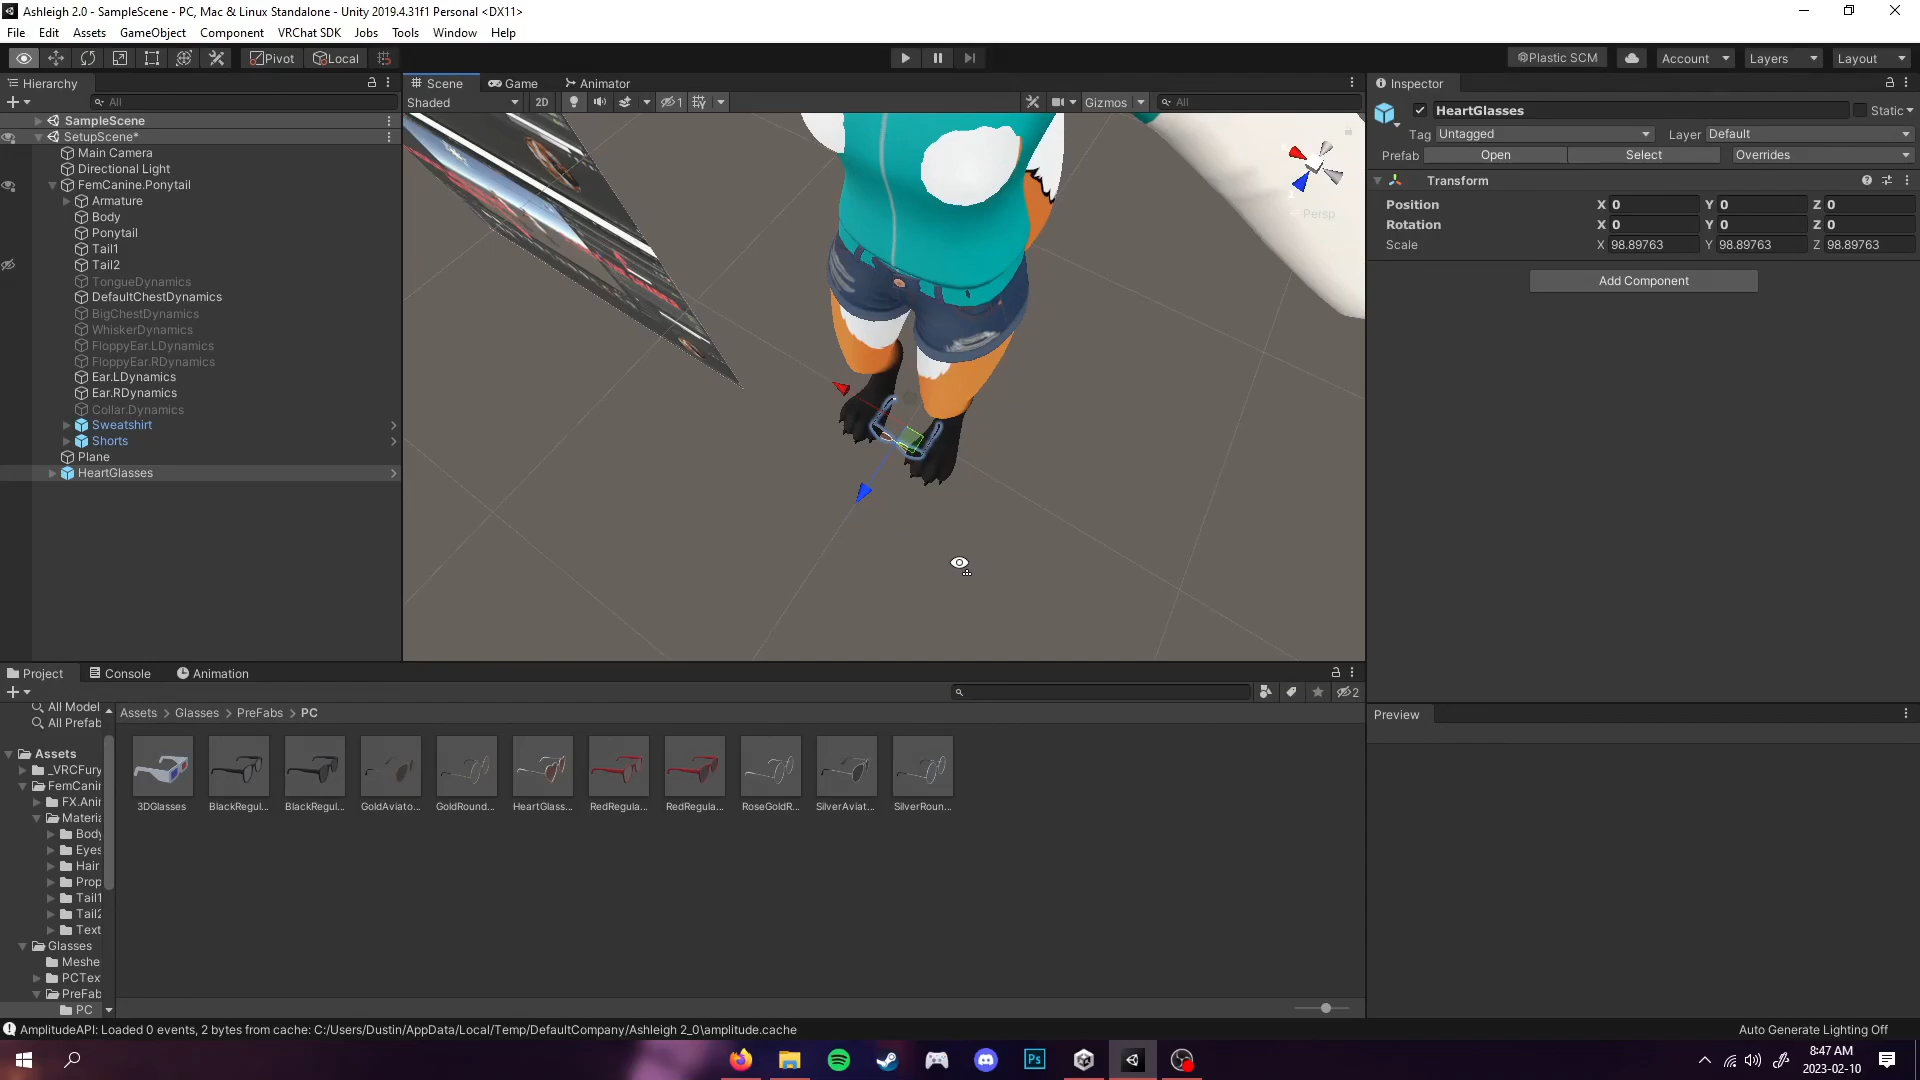 Ashleigh 2.0 - SampleScene - PC, Mac & Linux Standalone - Unity 2019.4.31f1 Personal <DX11>
File Edit Assets GameObject Component VRChat SDK Jobs Tools Window Help
Pivot Local Plastic SCM Account Layers Layout
Hierarchy
All
SampleScene
SetupScene*
Main Camera
Directional Light
FemCanine.Ponytail
Armature
Body
Ponytail
Tail1
Tail2
TongueDynamics
DefaultChestDynamics
BigChestDynamics
WhiskerDynamics
FloppyEar.LDynamics
FloppyEar.RDynamics
Ear.LDynamics
Ear.RDynamics
Collar.Dynamics
Sweatshirt
Shorts
Plane
HeartGlasses
Scene Game Animator
Shaded 2D 1 Gizmos All
Persp
Inspector
HeartGlasses Static
Tag Untagged Layer Default
Prefab Open Select Overrides
Transform
Position X 0 Y 0 Z 0
Rotation X 0 Y 0 Z 0
Scale X 98.89763 Y 98.89763 Z 98.89763
Add Component
Preview
Project Console Animation
2
All Model
All Prefab
Assets
_VRCFury
FemCanin
FX.Anir
Materia
Body
Eyes
Hair
Prop
Tail1
Tail2
Text
Glasses
Meshe
PCTex
PreFab
PC
Assets > Glasses > PreFabs > PC
3DGlasses BlackRegul... BlackRegul... GoldAviato... GoldRound... HeartGlass... RedRegula... RedRegula... RoseGoldR... SilverAviat... SilverRoun...
AmplitudeAPI: Loaded 0 events, 2 bytes from cache: C:/Users/Dustin/AppData/Local/Temp/DefaultCompany/Ashleigh 2_0\amplitude.cache
Auto Generate Lighting Off
Ps
8:47 AM
2023-02-10